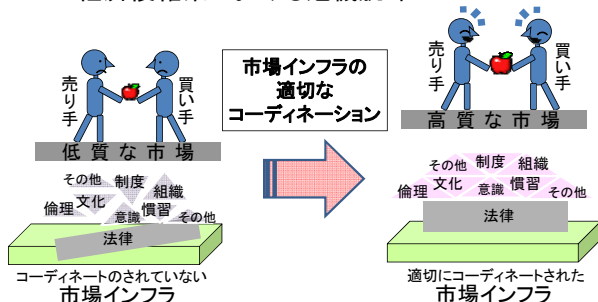 売り手
買い手
低質な市場
その他
制度
組織
倫理
文化
意識
慣習
その他
法律
コーディネートのされていない
市場インフラ
市場インフラの
適切な
コーディネーション
売り手
買い手
高質な市場
その他
制度
組織
倫理
文化
意識
慣習
その他
法律
適切にコーディネートされた
市場インフラ